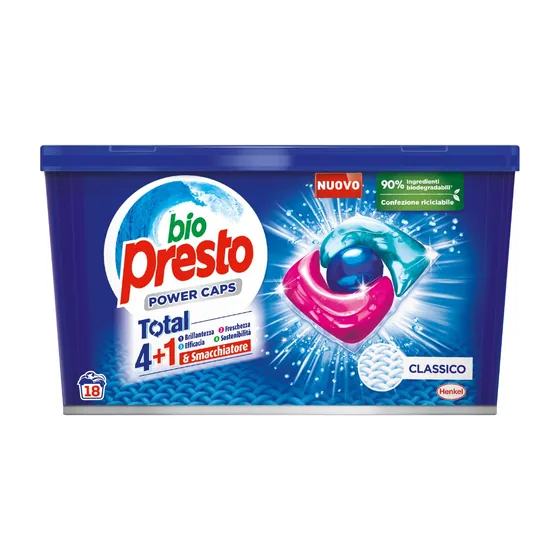 NUOVO
90% ingredienti
biodegradabili*
Confezione riciclabile
bio
Presto
POWER CAPS
Total
4+1
1 Brillantezza 2 Freschezza
3 Efficacia 4 Sostenibilità
& Smacchiatore
18
CLASSICO
Henkel